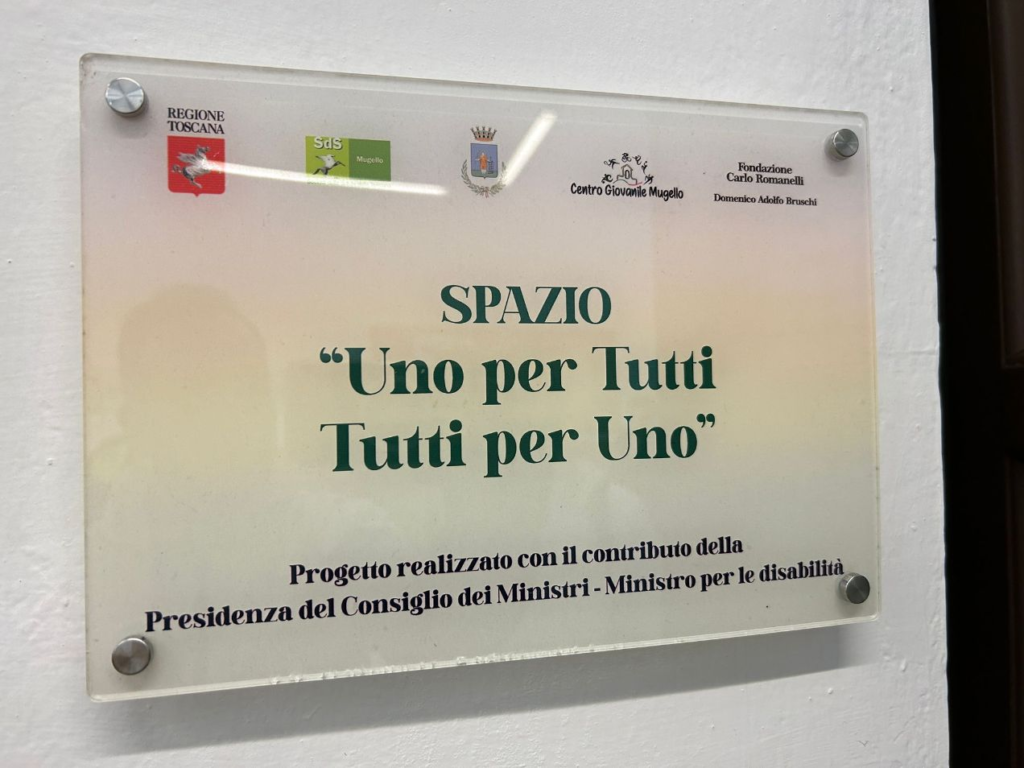 REGIONE
TOSCANA
SdS
Mugello
Centro Giovanile Mugello
Fondazione
Carlo Romanelli
Domenico Adolfo Bruschi
SPAZIO
“Uno per Tutti
Tutti per Uno”
Progetto realizzato con il contributo della
Presidenza del Consiglio dei Ministri - Ministro per le disabilità